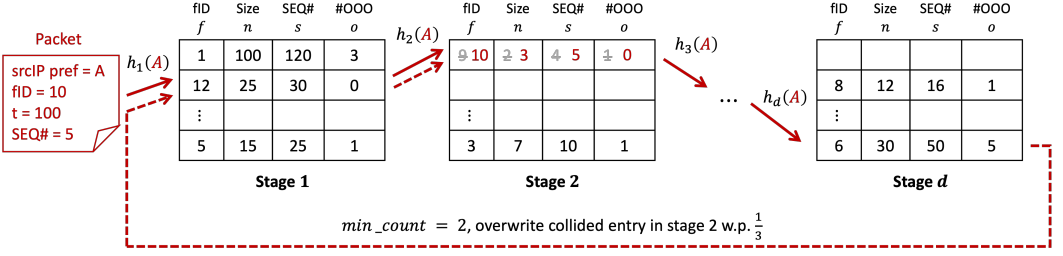 Packet
srcIP pref = A
fID = 10
t = 100
SEQ# = 5
h₁(A)
fID Size SEQ# #OOO
f n s o
1 100 120 3
12 25 30 0
⋮
5 15 25 1
Stage 1
h₂(A)
fID Size SEQ# #OOO
f n s o
9 10 2 3 4 5 1 0
⋮
3 7 10 1
Stage 2
h₃(A)
...
h_d(A)
fID Size SEQ# #OOO
f n s o
8 12 16 1
⋮
6 30 50 5
Stage d
min_count = 2, overwrite collided entry in stage 2 w.p. 1/3